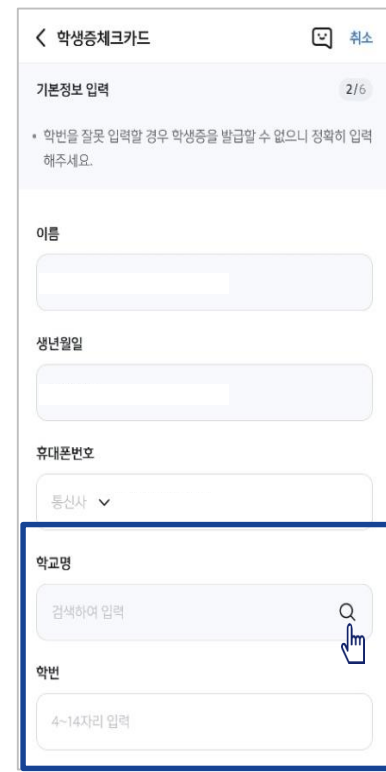 학생증체크카드 취소
기본정보 입력 2/6
• 학번을 잘못 입력할 경우 학생증을 발급할 수 없으니 정확히 입력
해주세요.
이름
생년월일
휴대폰번호
통신사
학교명
검색하여 입력
학번
4~14자리 입력